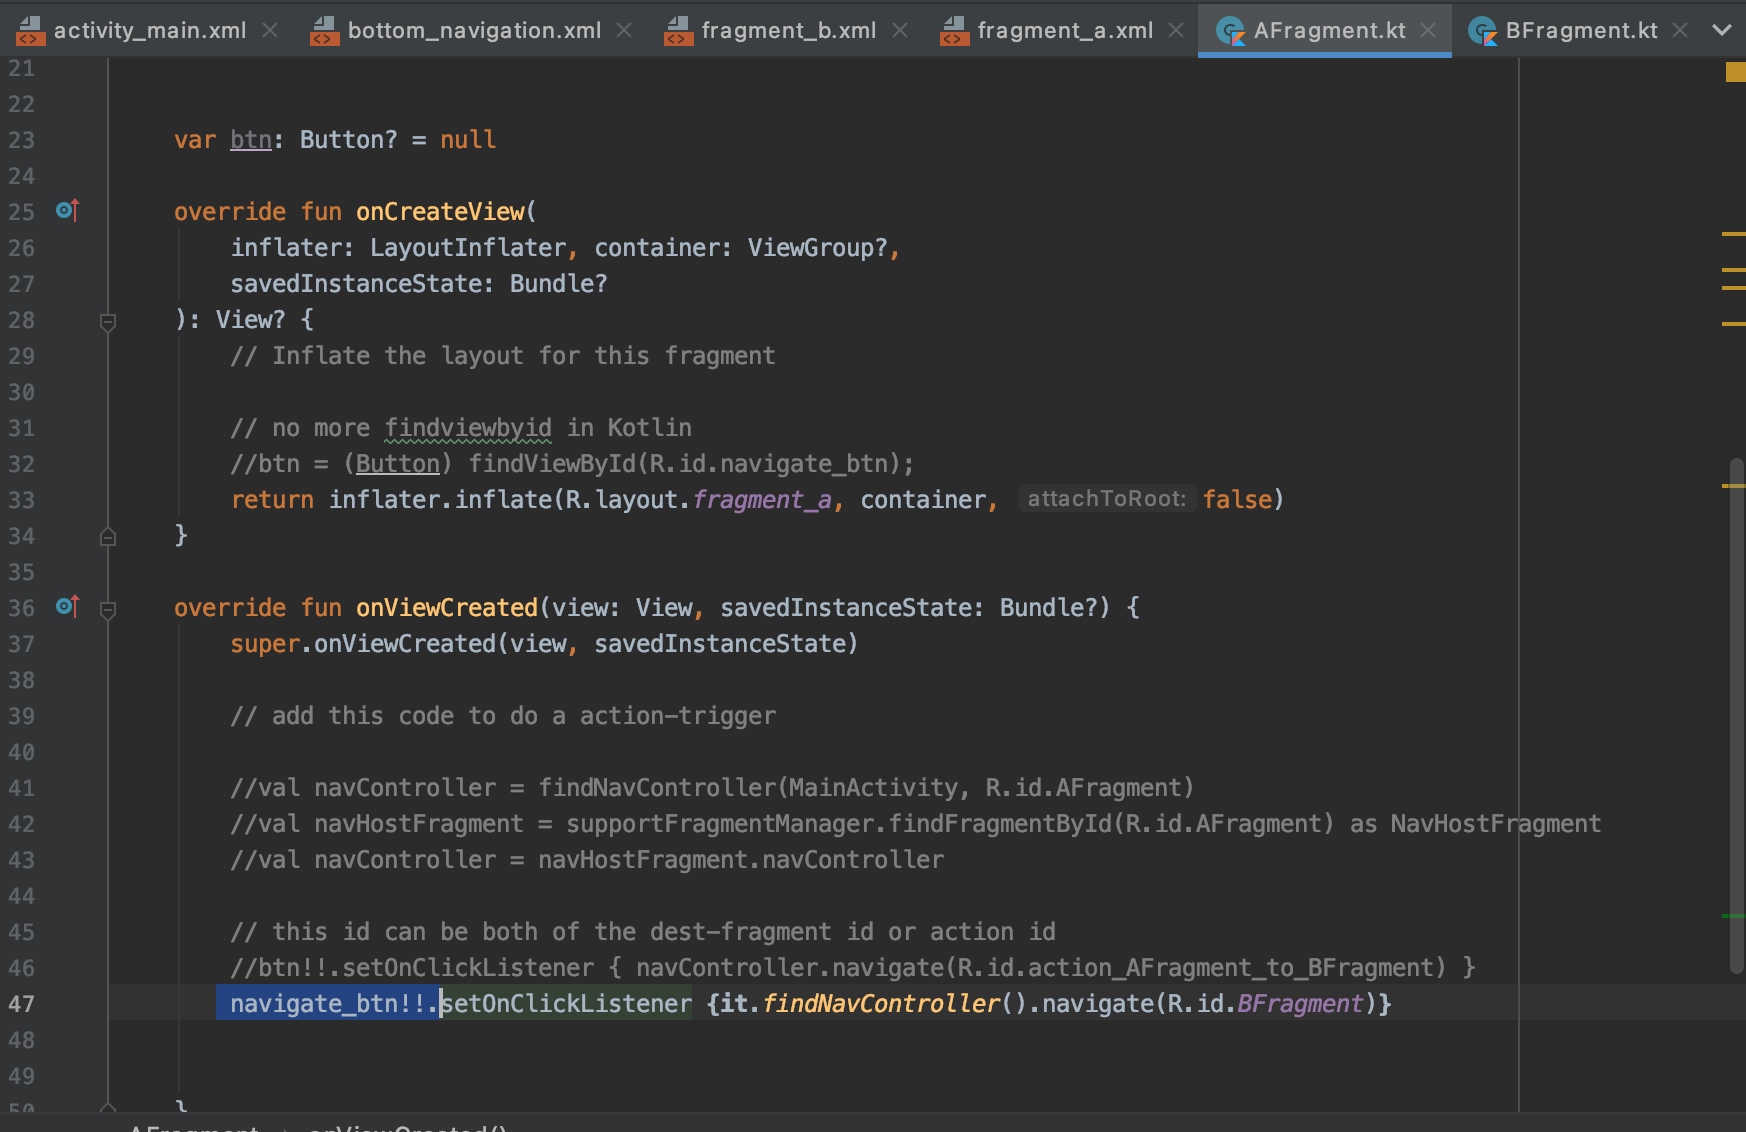 activity_main.xml bottom_navigation.xml fragment_b.xml fragment_a.xml AFragment.kt BFragment.kt
21
22
23 var btn: Button? = null
24
25 override fun onCreateView(
26 inflater: LayoutInflater, container: ViewGroup?,
27 savedInstanceState: Bundle?
28 ): View? {
29 // Inflate the layout for this fragment
30
31 // no more findviewbyid in Kotlin
32 //btn = (Button) findViewById(R.id.navigate_btn);
33 return inflater.inflate(R.layout.fragment_a, container, attachToRoot: false)
34 }
35
36 override fun onViewCreated(view: View, savedInstanceState: Bundle?) {
37 super.onViewCreated(view, savedInstanceState)
38
39 // add this code to do a action-trigger
40
41 //val navController = findNavController(MainActivity, R.id.AFragment)
42 //val navHostFragment = supportFragmentManager.findFragmentById(R.id.AFragment) as NavHostFragment
43 //val navController = navHostFragment.navController
44
45 // this id can be both of the dest-fragment id or action id
46 //btn!!.setOnClickListener { navController.navigate(R.id.action_AFragment_to_BFragment) }
47 navigate_btn!!.setOnClickListener {it.findNavController().navigate(R.id.BFragment)}
48
49
50 }
AFragment onViewCreated()